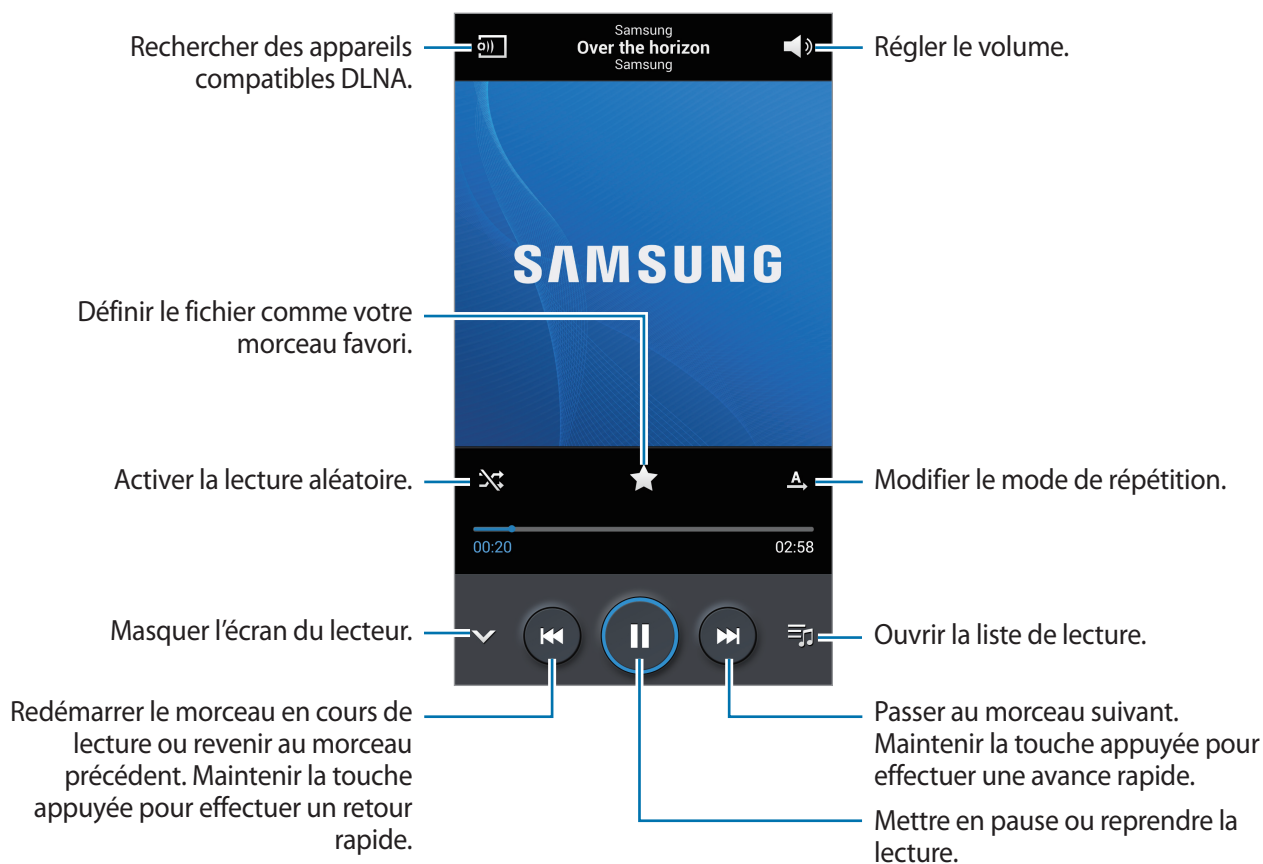 Rechercher des appareils
compatibles DLNA.
Samsung
Over the horizon
Samsung
Régler le volume.
SAMSUNG
Définir le fichier comme votre
morceau favori.
Activer la lecture aléatoire.
A
Modifier le mode de répétition.
00:20
02:58
Masquer l'écran du lecteur.
Ouvrir la liste de lecture.
Redémarrer le morceau en cours de
lecture ou revenir au morceau
précédent. Maintenir la touche
appuyée pour effectuer un retour
rapide.
Passer au morceau suivant.
Maintenir la touche appuyée pour
effectuer une avance rapide.
Mettre en pause ou reprendre la
lecture.